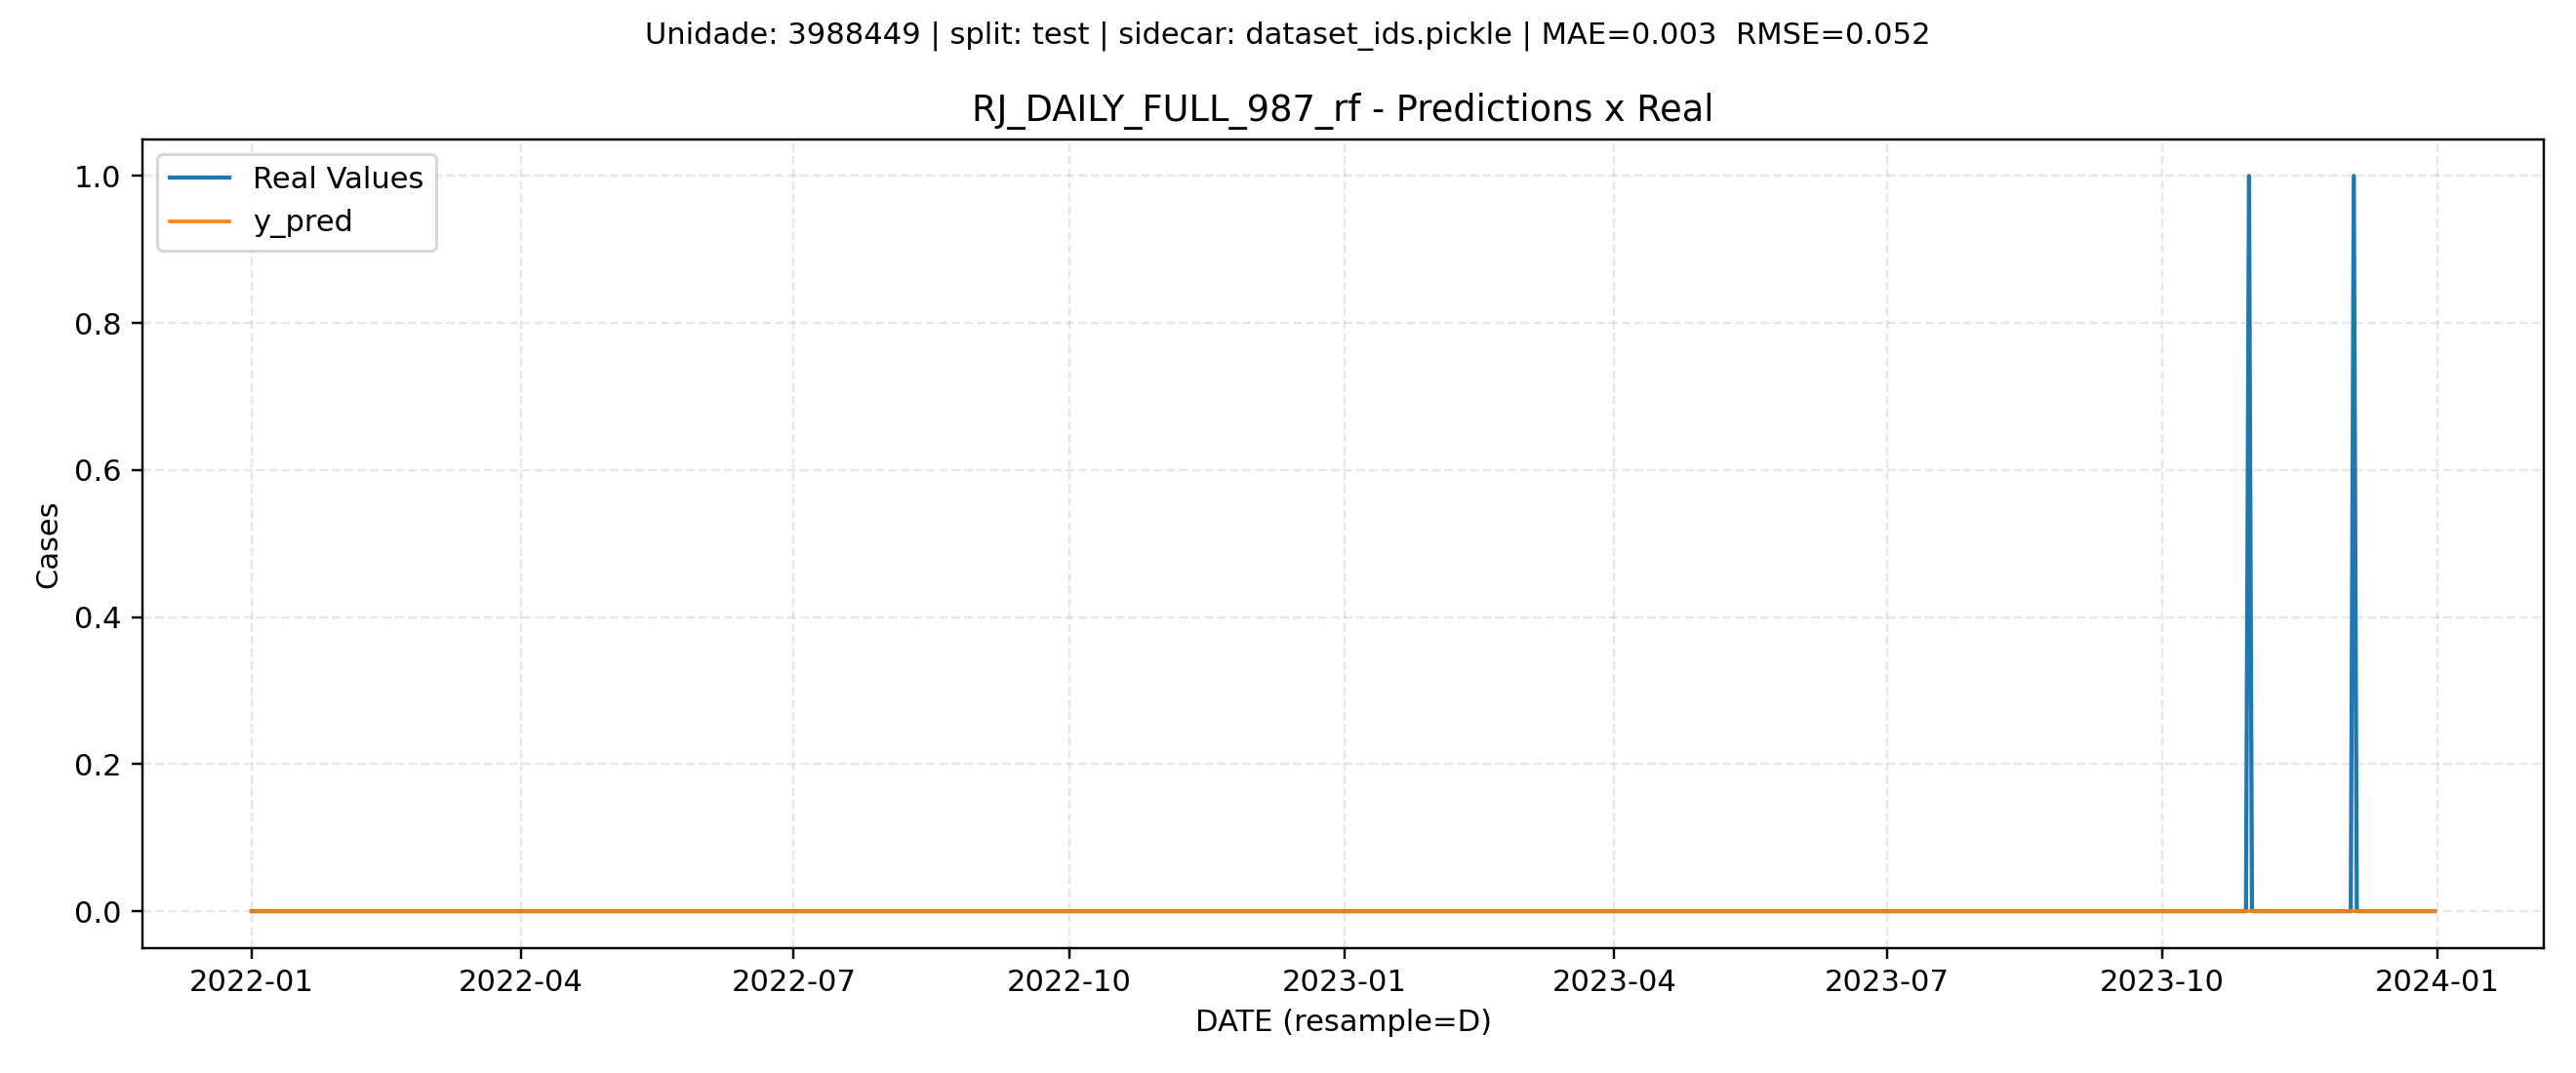 Unidade: 3988449 | split: test | sidecar: dataset_ids.pickle | MAE=0.003  RMSE=0.052
RJ_DAILY_FULL_987_rf - Predictions x Real
Real Values
y_pred
1.0
0.8
0.6
0.4
0.2
0.0
Cases
2022-01 2022-04 2022-07 2022-10 2023-01 2023-04 2023-07 2023-10 2024-01
DATE (resample=D)